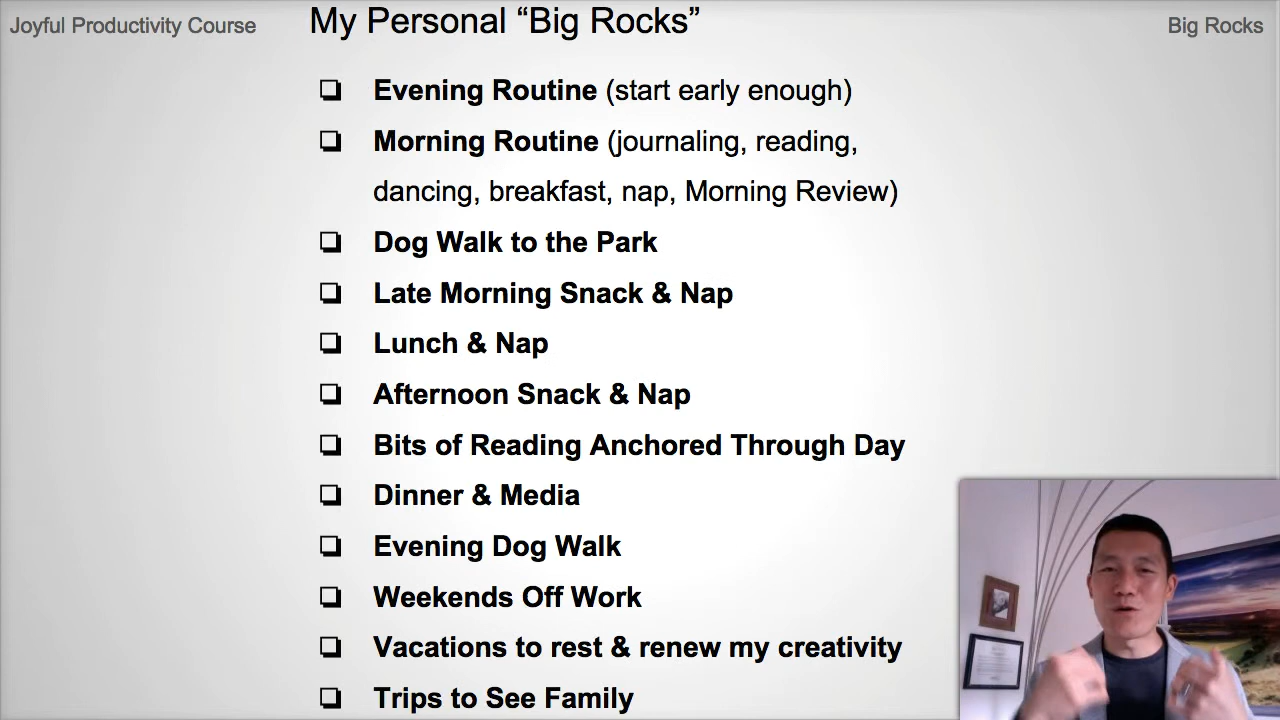 Joyful Productivity Course
My Personal “Big Rocks”
Big Rocks
Evening Routine (start early enough)
Morning Routine (journaling, reading,
dancing, breakfast, nap, Morning Review)
Dog Walk to the Park
Late Morning Snack & Nap
Lunch & Nap
Afternoon Snack & Nap
Bits of Reading Anchored Through Day
Dinner & Media
Evening Dog Walk
Weekends Off Work
Vacations to rest & renew my creativity
Trips to See Family